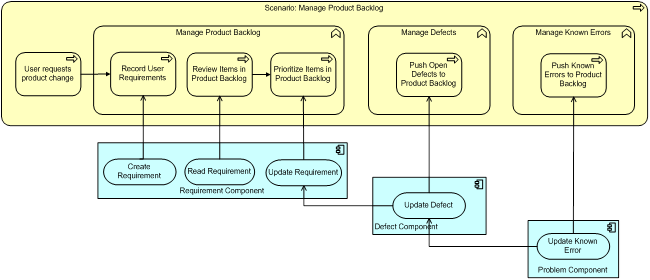 Scenario: Manage Product Backlog
Manage Product Backlog
Manage Defects
Manage Known Errors
User requests
product change
Record User
Requirements
Review Items in
Product Backlog
Prioritize Items in
Product Backlog
Push Open
Defects to
Product Backlog
Push Known
Errors to Product
Backlog
Create
Requirement
Read Requirement
Update Requirement
Requirement Component
Update Defect
Defect Component
Update Known
Error
Problem Component